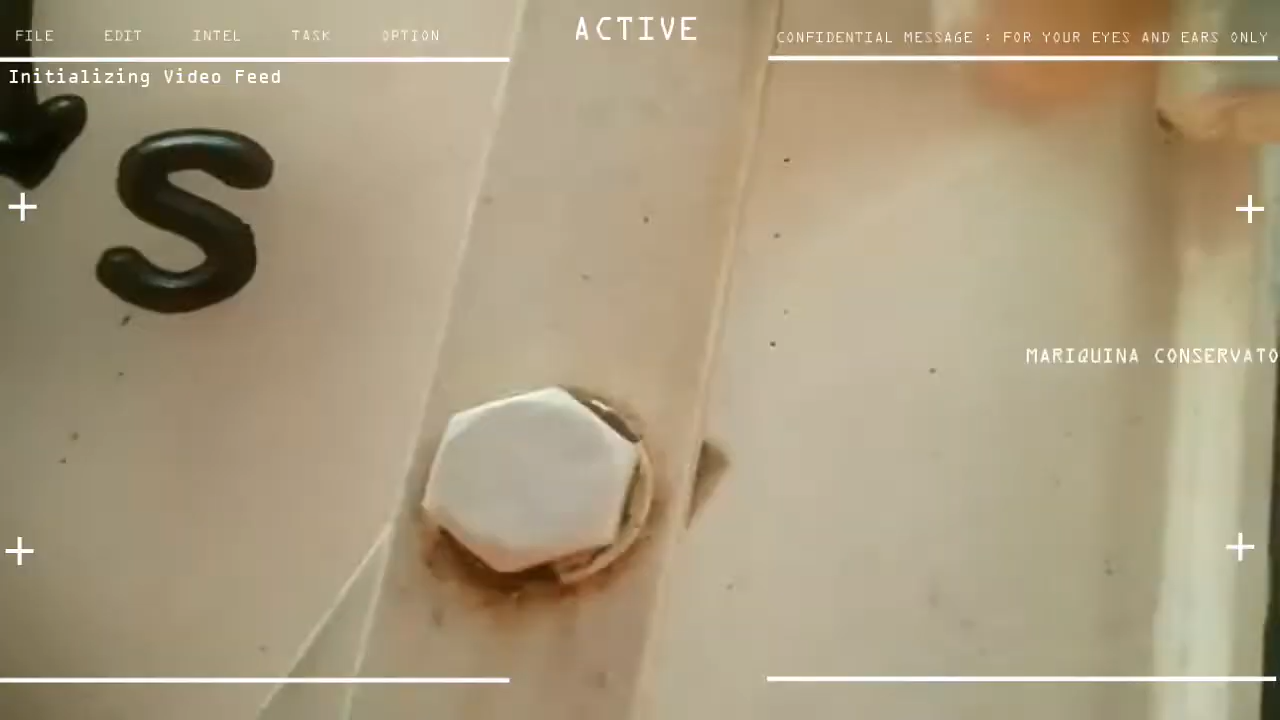 FILE EDIT INTEL TASK OPTION
ACTIVE
CONFIDENTIAL MESSAGE : FOR YOUR EYES AND EARS ONLY
Initializing Video Feed
S
MARIQUINA CONSERVATO